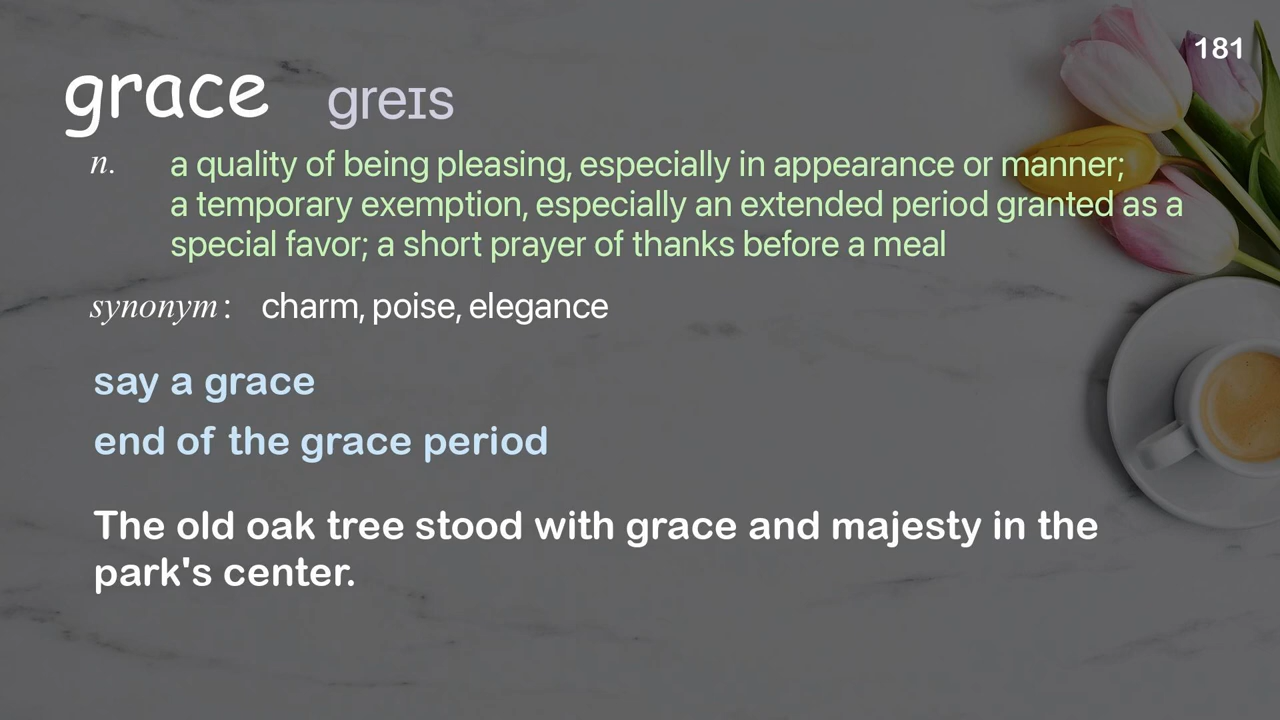 181
grace greɪs
n. a quality of being pleasing, especially in appearance or manner;
a temporary exemption, especially an extended period granted as a
special favor; a short prayer of thanks before a meal
synonym: charm, poise, elegance
say a grace
end of the grace period
The old oak tree stood with grace and majesty in the
park's center.